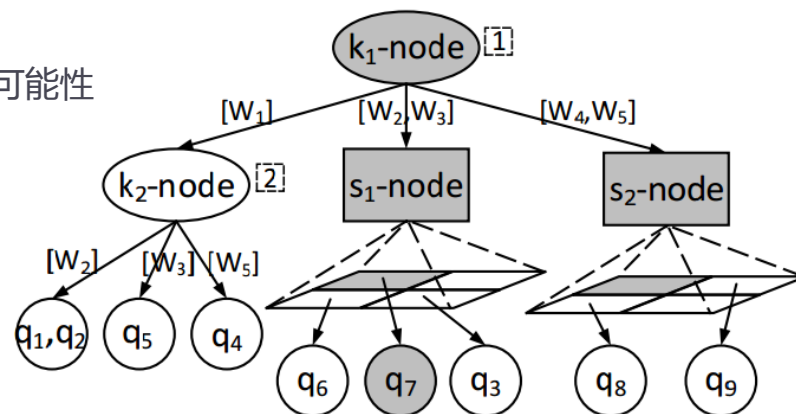 k₁-node 1
可能性
[W₁] [W₂,W₃] [W₄,W₅]
k₂-node 2 s₁-node s₂-node
[W₂] [W₃] [W₅]
q₁,q₂ q₅ q₄
q₆ q₇ q₃ q₈ q₉